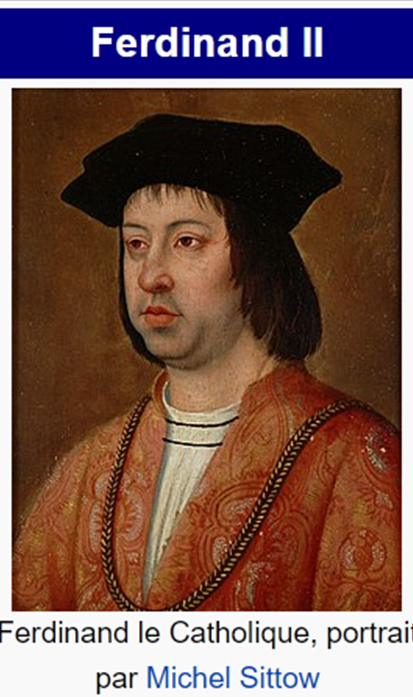 Ferdinand II
Ferdinand le Catholique, portrait
par Michel Sittow